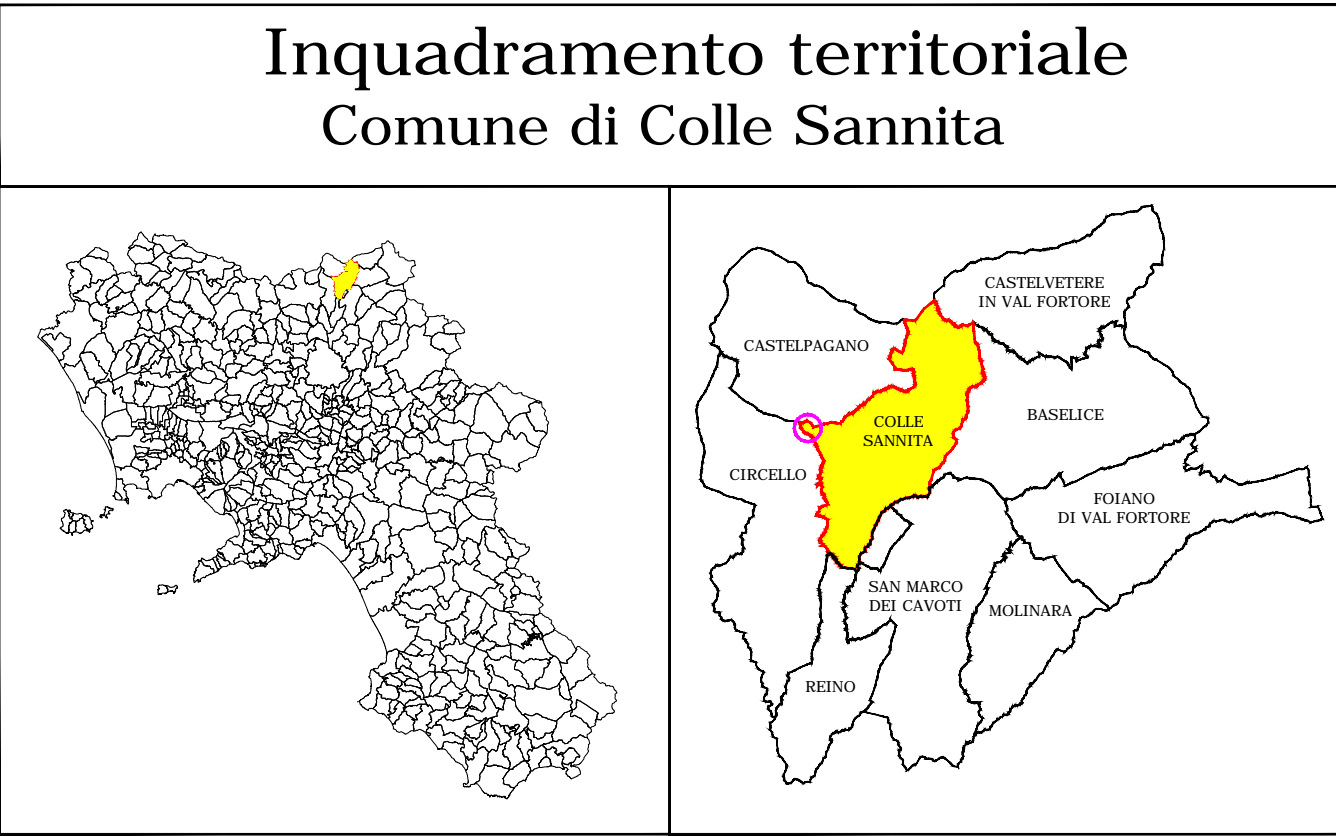 Inquadramento territoriale
Comune di Colle Sannita
CASTELVETERE
IN VAL FORTORE
CASTELPAGANO
COLLE
SANNITA
BASELICE
CIRCELLO
FOIANO
DI VAL FORTORE
SAN MARCO
DEI CAVOTI
MOLINARA
REINO